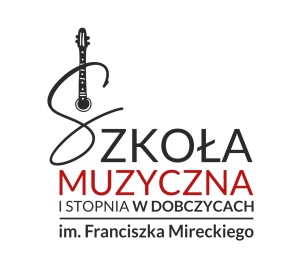 SZKOŁA
MUZYCZNA
I STOPNIA W DOBCZYCACH
im. Franciszka Mireckiego